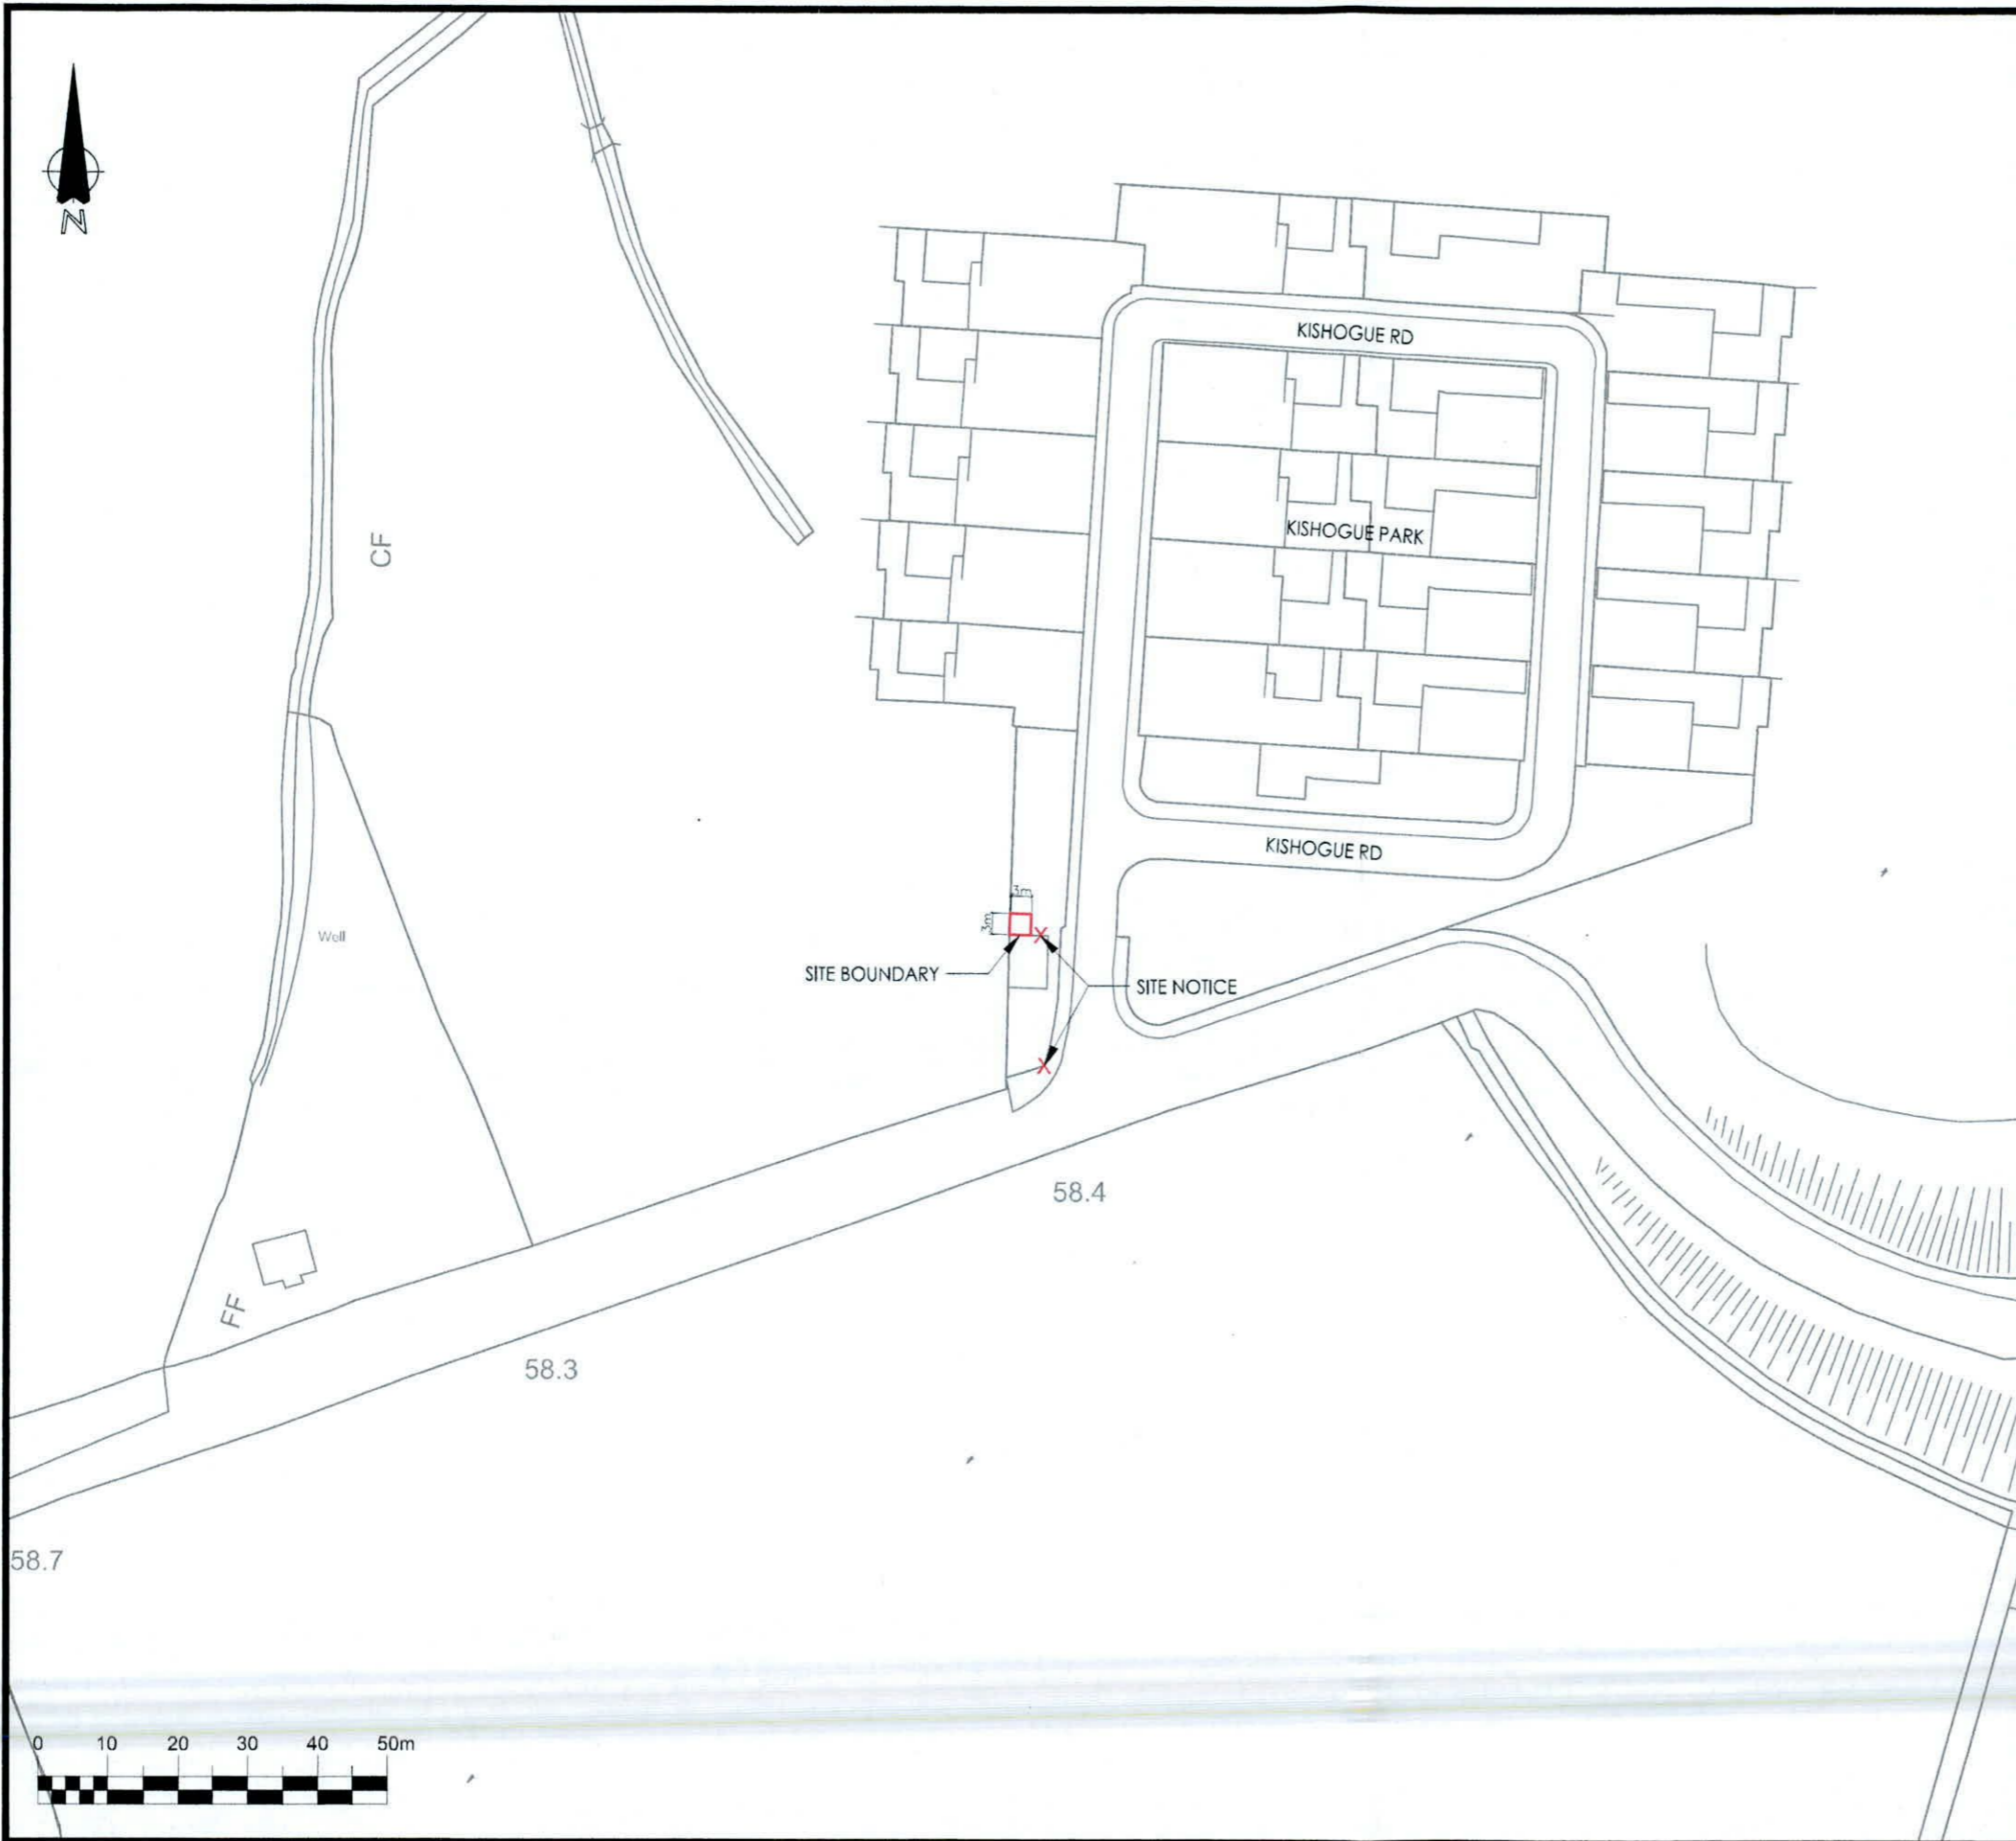 N
KISHOGUE RD
KISHOGUE PARK
CF
KISHOGUE RD
3m
3m
Well
SITE BOUNDARY
SITE NOTICE
58.4
FF
58.3
58.7
0 10 20 30 40 50m